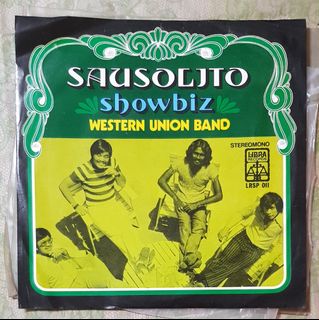 SAUSOLITO
showbiz
WESTERN UNION BAND
STEREOMONO
LIBRA
LRSP 011